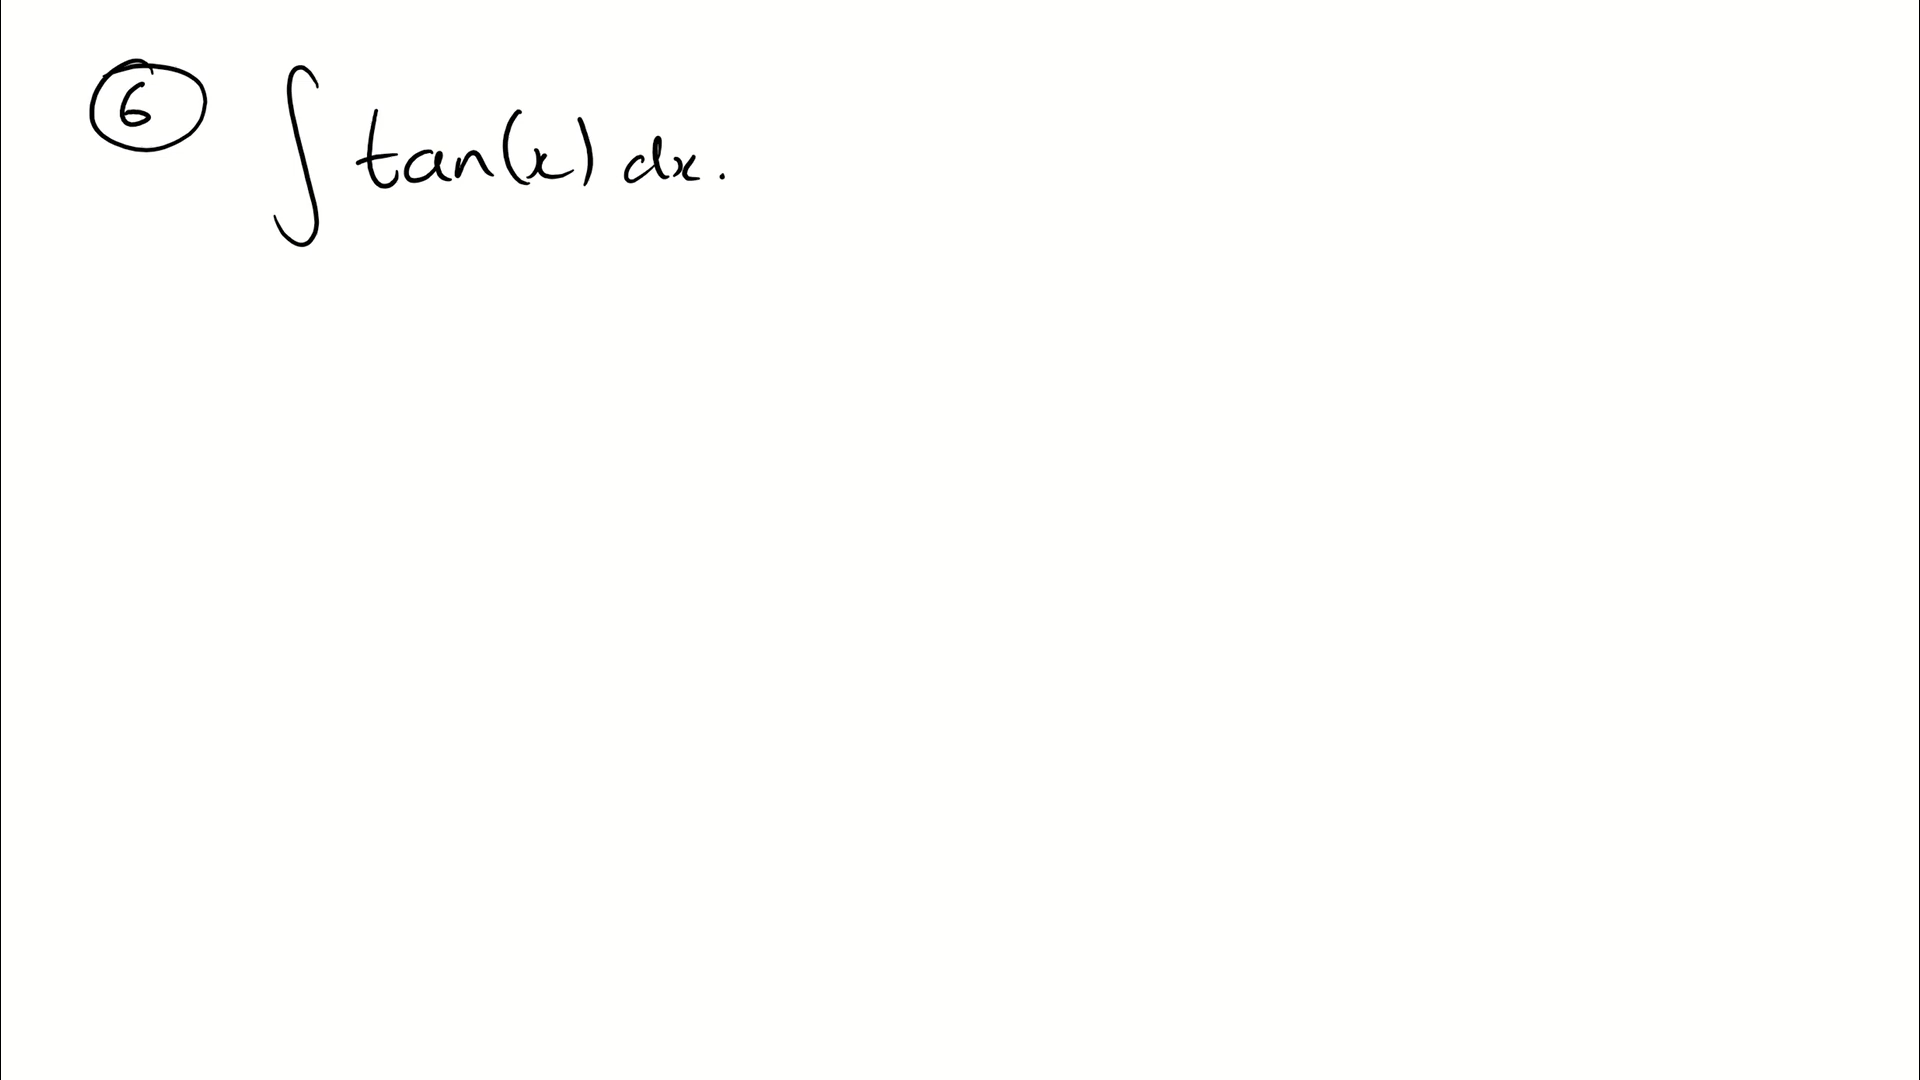 ⑥ ∫ tan(x) dx.